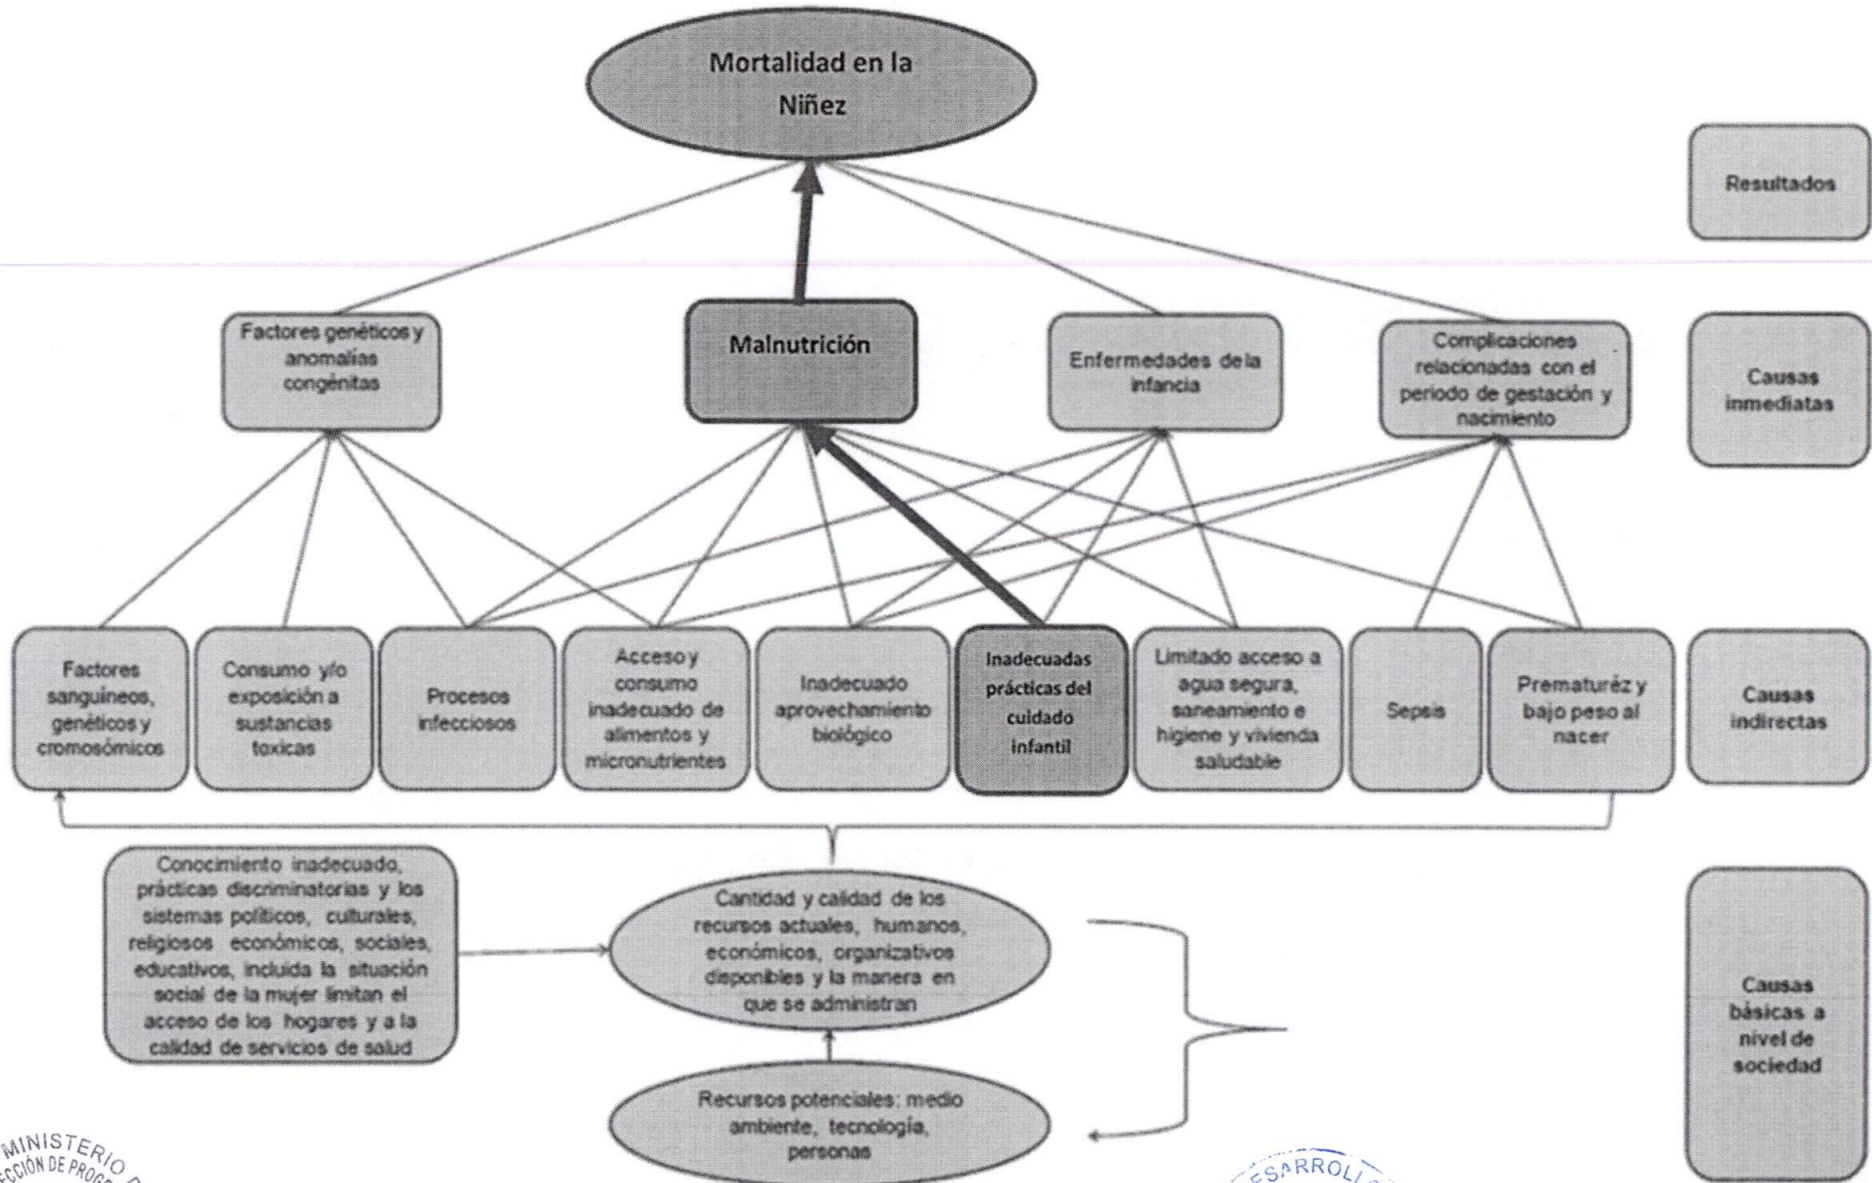 Mortalidad en la
Niñez
Resultados
Factores genéticos y
anomalías
congénitas
Malnutrición
Enfermedades de la
infancia
Complicaciones
relacionadas con el
periodo de gestación y
nacimiento
Causas
inmediatas
Factores
sanguíneos,
genéticos y
cromosómicos
Consumo y/o
exposición a
sustancias
toxicas
Procesos
infecciosos
Acceso y
consumo
inadecuado de
alimentos y
micronutrientes
Inadecuado
aprovechamiento
biológico
Inadecuadas
prácticas del
cuidado
infantil
Limitado acceso a
agua segura,
saneamiento e
higiene y vivienda
saludable
Sepsis
Prematuréz y
bajo peso al
nacer
Causas
indirectas
Conocimiento inadecuado,
prácticas discriminatorias y los
sistemas políticos, culturales,
religiosos económicos, sociales,
educativos, incluida la situación
social de la mujer limitan el
acceso de los hogares y a la
calidad de servicios de salud
Cantidad y calidad de los
recursos actuales, humanos,
económicos, organizativos
disponibles y la manera en
que se administran
Recursos potenciales: medio
ambiente, tecnología,
personas
Causas
básicas a
nivel de
sociedad
MINISTERIO